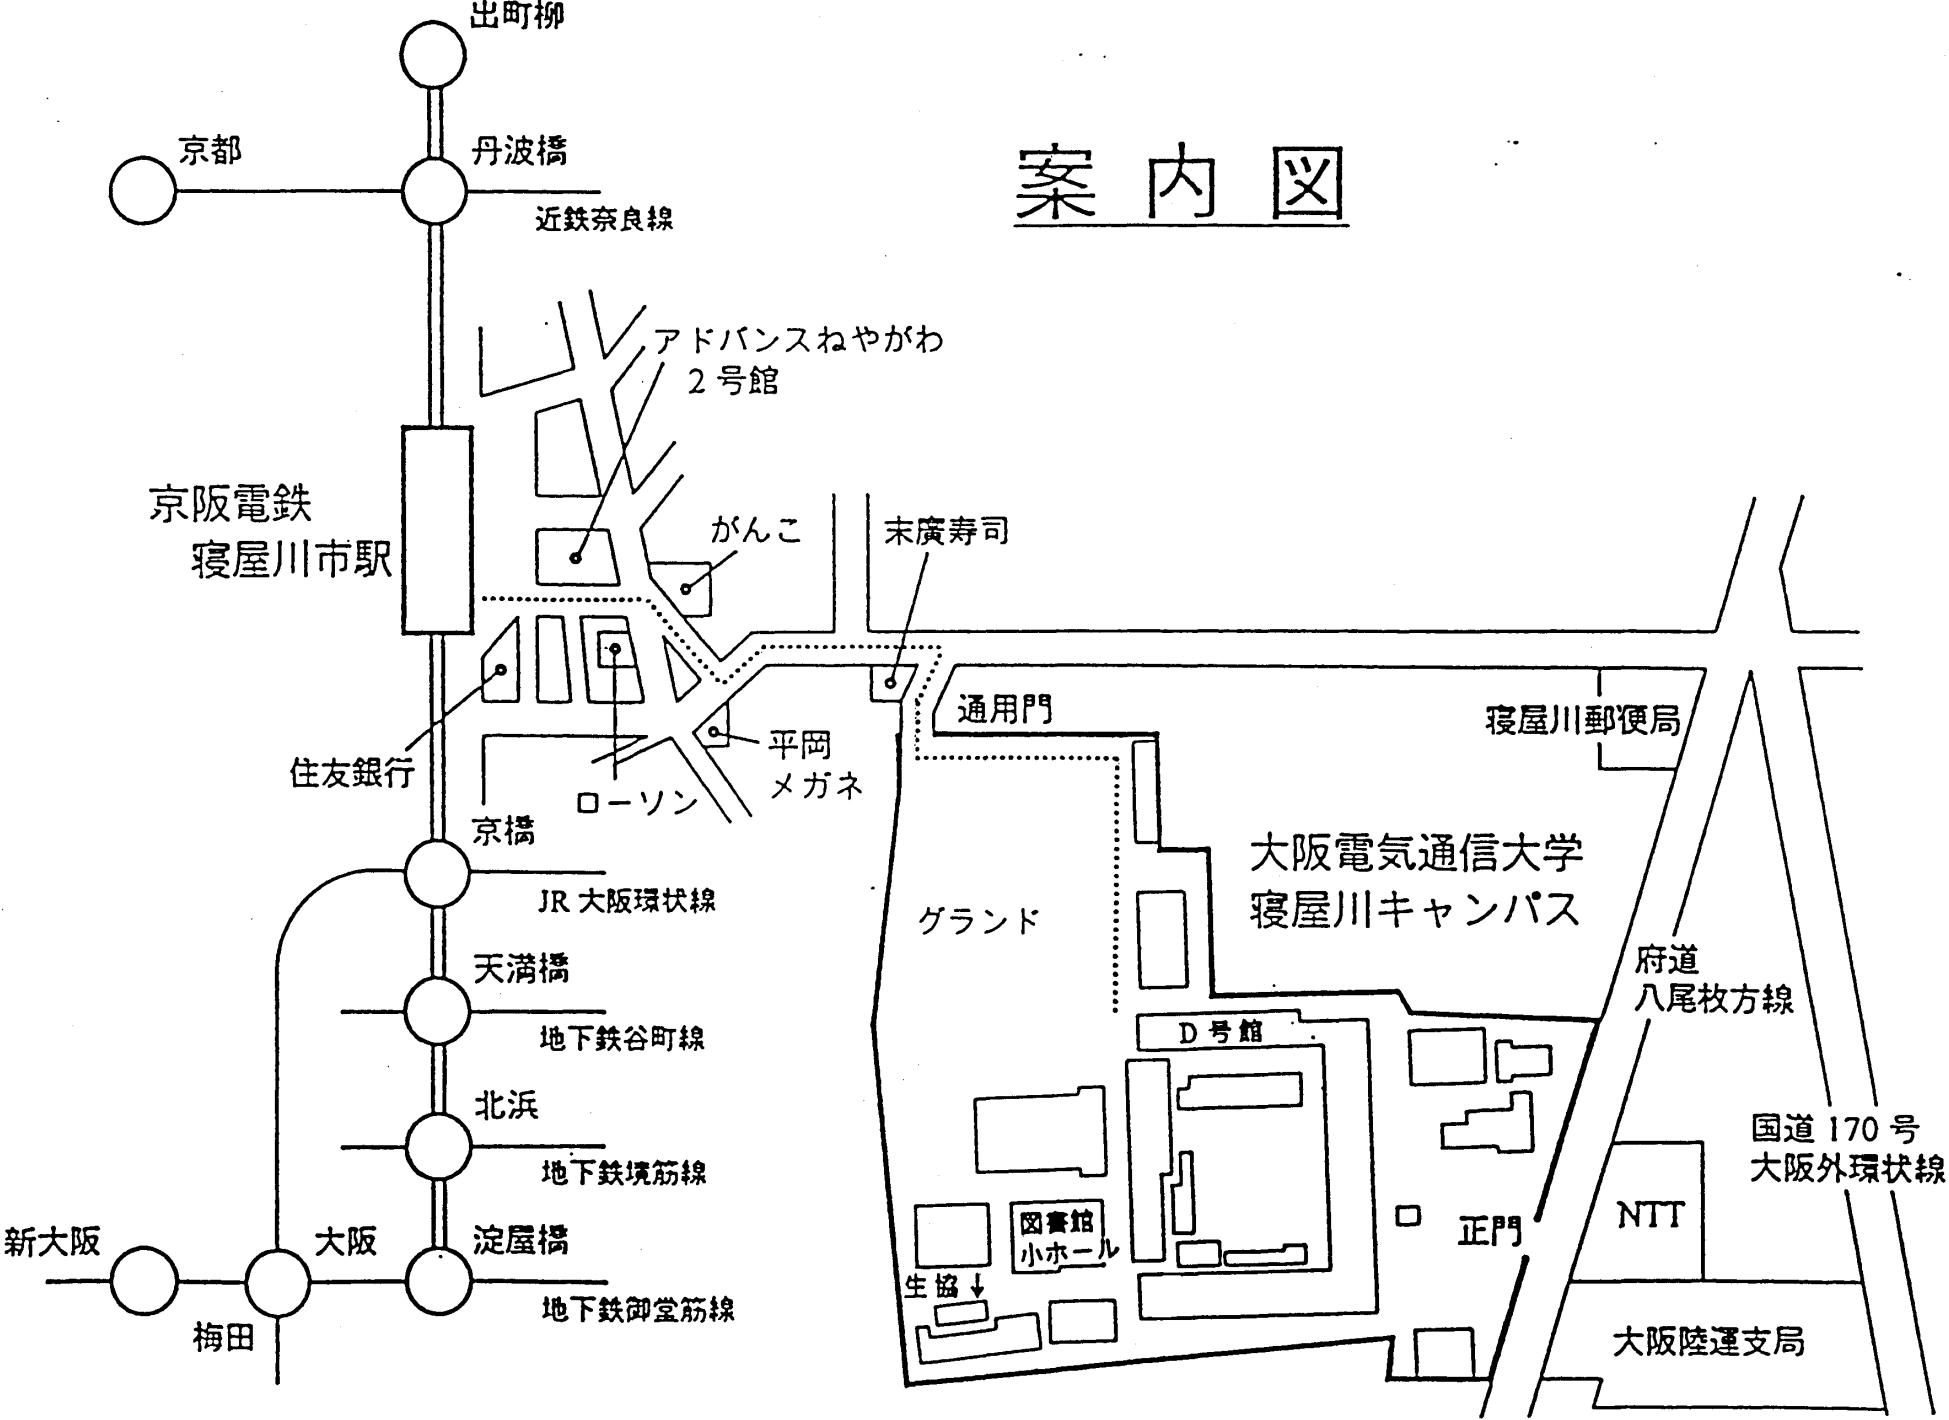 出町柳
京都
丹波橋
案内図
近鉄奈良線
アドバンスねやがわ
2号館
京阪電鉄
寝屋川市駅
がんこ
末廣寿司
通用門
寝屋川郵便局
住友銀行
平岡
メガネ
ローソン
京橋
JR大阪環状線
大阪電気通信大学
寝屋川キャンパス
グランド
府道
八尾枚方線
天満橋
地下鉄谷町線
D号館
北浜
地下鉄境筋線
国道170号
大阪外環状線
図書館
小ホール
正門
NTT
新大阪
大阪
淀屋橋
生協↓
地下鉄御堂筋線
梅田
大阪陸運支局